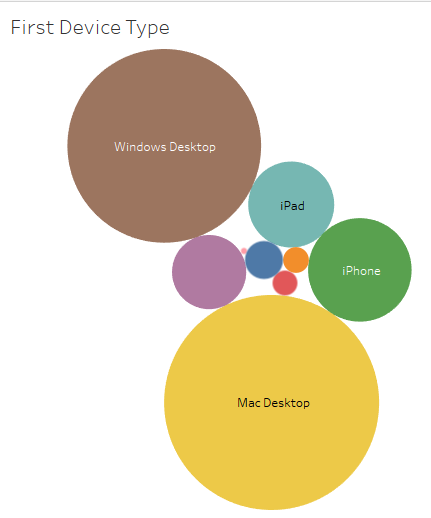 First Device Type
Windows Desktop
iPad
iPhone
Mac Desktop